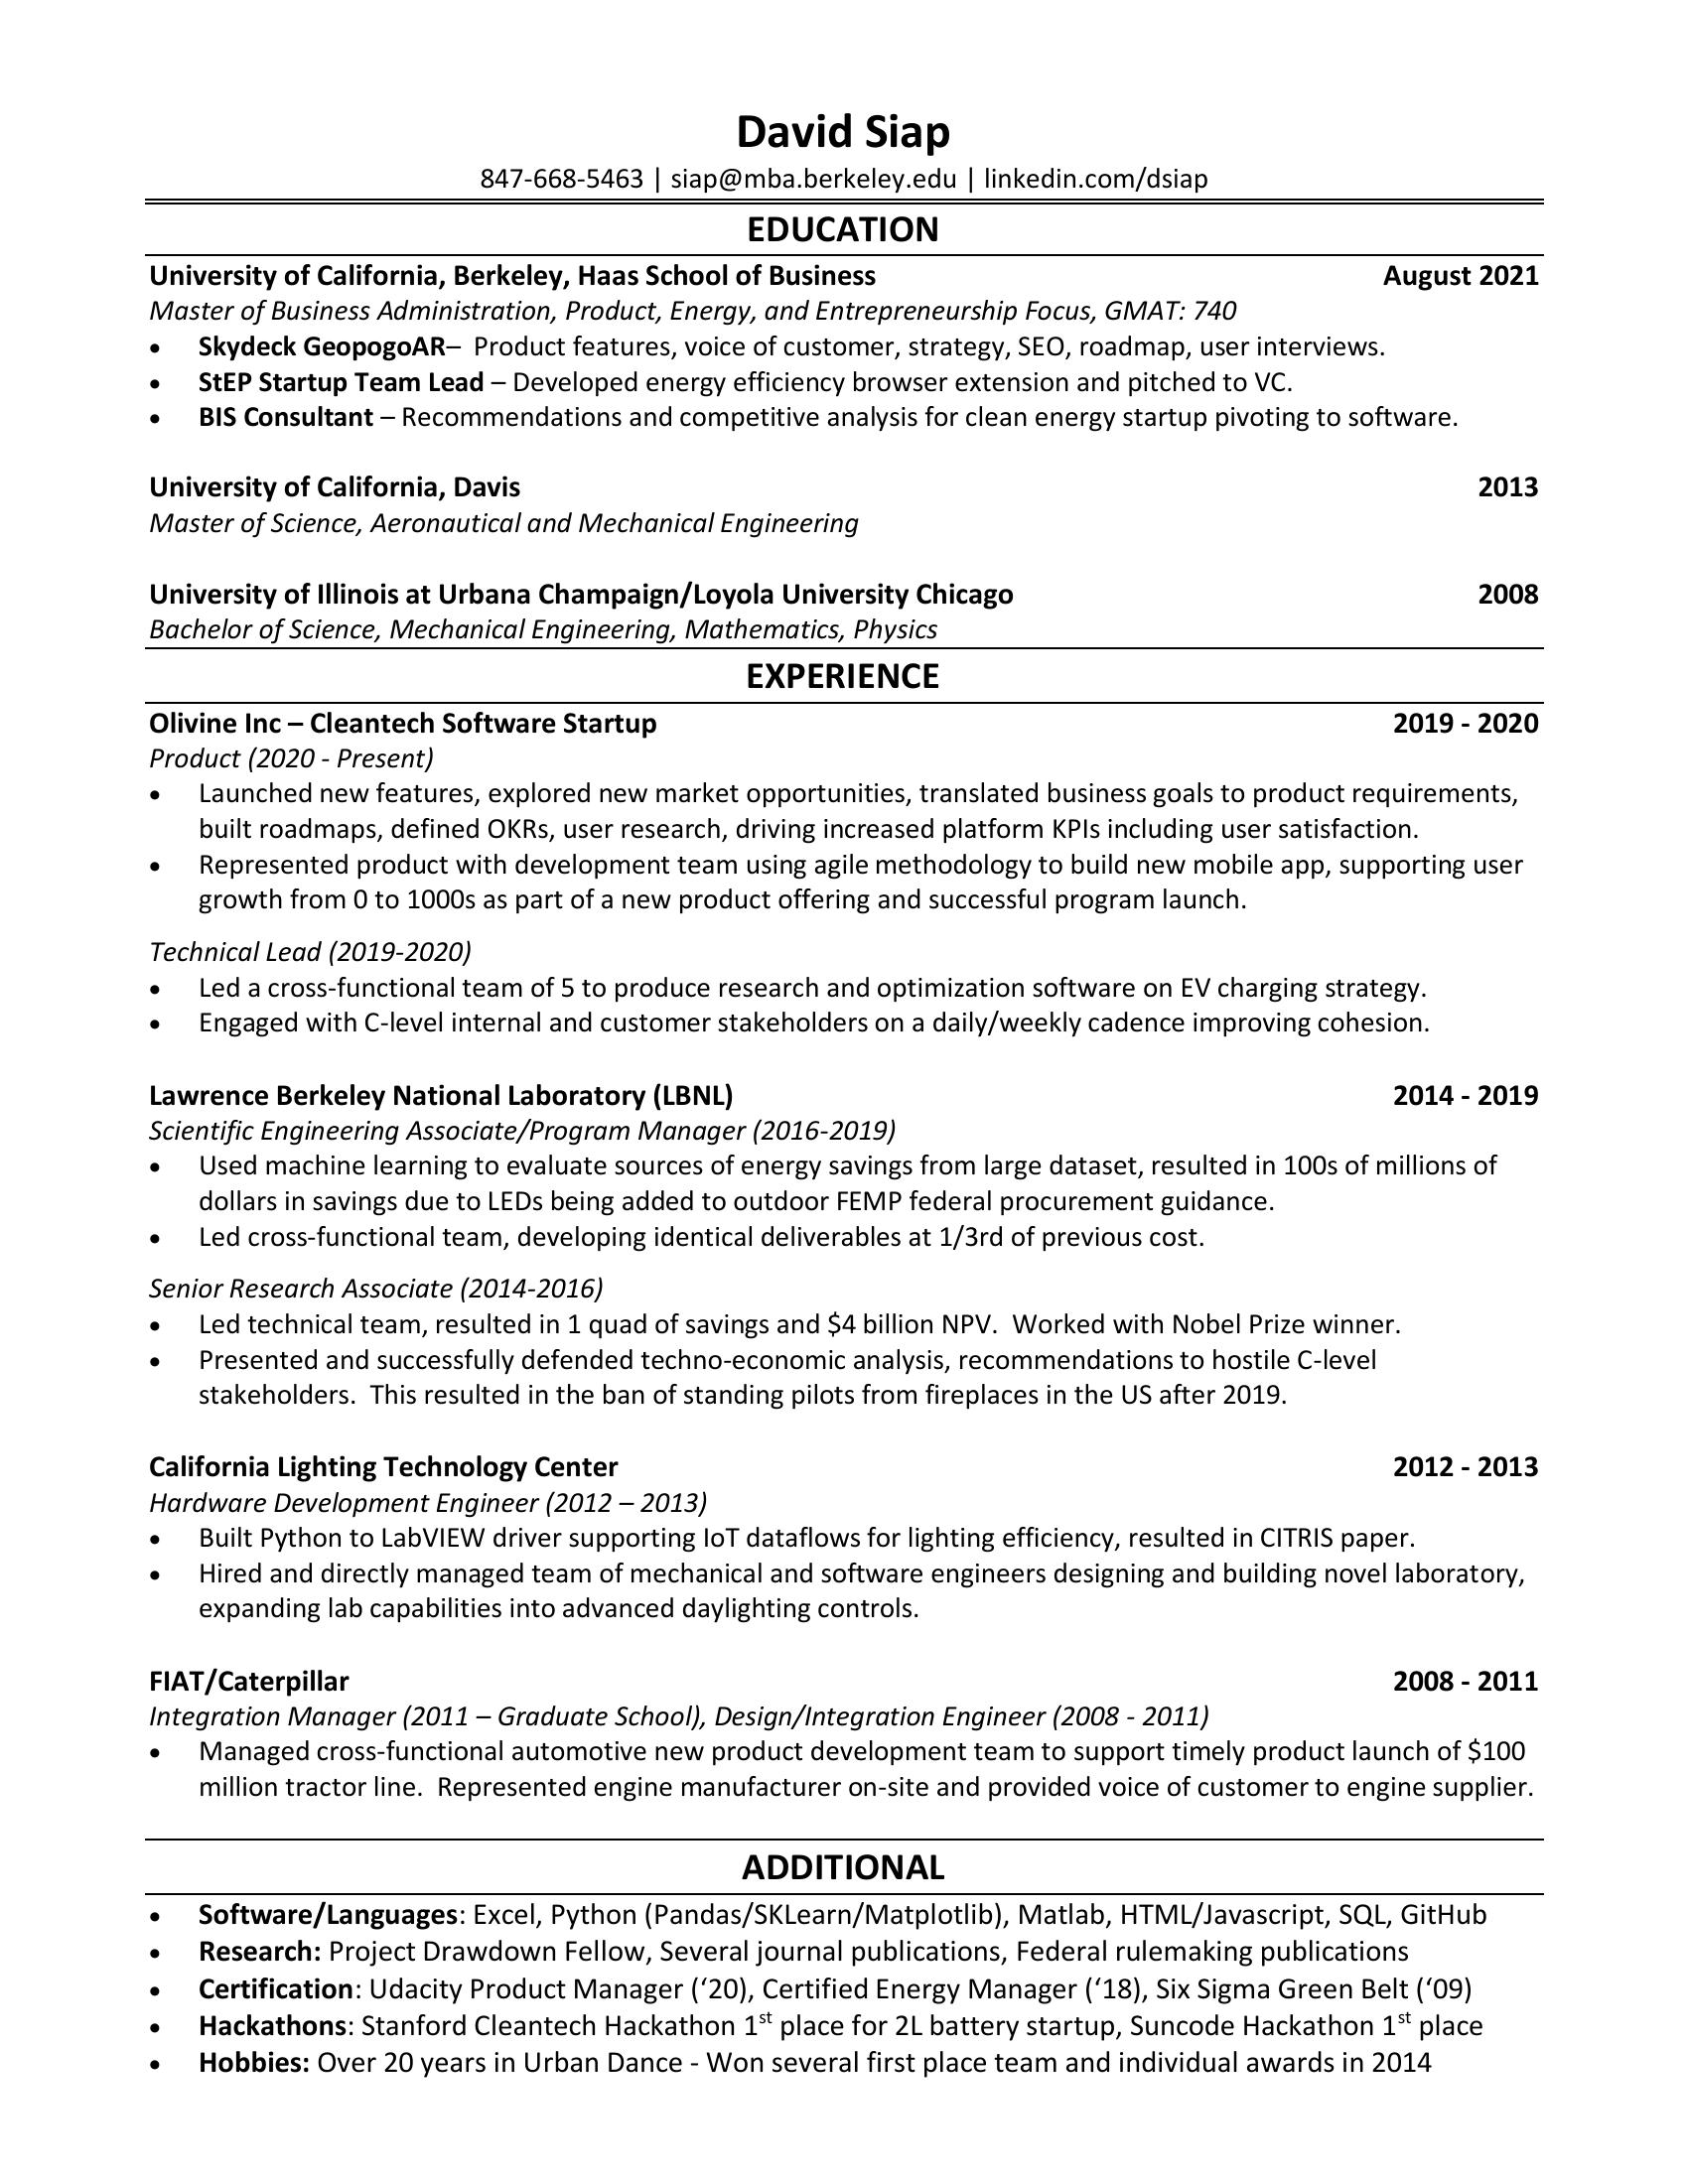 David Siap
847-668-5463 | siap@mba.berkeley.edu | linkedin.com/dsiap
EDUCATION
University of California, Berkeley, Haas School of Business August 2021
Master of Business Administration, Product, Energy, and Entrepreneurship Focus, GMAT: 740
• Skydeck GeopogoAR– Product features, voice of customer, strategy, SEO, roadmap, user interviews.
• StEP Startup Team Lead – Developed energy efficiency browser extension and pitched to VC.
• BIS Consultant – Recommendations and competitive analysis for clean energy startup pivoting to software.
University of California, Davis 2013
Master of Science, Aeronautical and Mechanical Engineering
University of Illinois at Urbana Champaign/Loyola University Chicago 2008
Bachelor of Science, Mechanical Engineering, Mathematics, Physics
EXPERIENCE
Olivine Inc – Cleantech Software Startup 2019 - 2020
Product (2020 - Present)
• Launched new features, explored new market opportunities, translated business goals to product requirements,
built roadmaps, defined OKRs, user research, driving increased platform KPIs including user satisfaction.
• Represented product with development team using agile methodology to build new mobile app, supporting user
growth from 0 to 1000s as part of a new product offering and successful program launch.
Technical Lead (2019-2020)
• Led a cross-functional team of 5 to produce research and optimization software on EV charging strategy.
• Engaged with C-level internal and customer stakeholders on a daily/weekly cadence improving cohesion.
Lawrence Berkeley National Laboratory (LBNL) 2014 - 2019
Scientific Engineering Associate/Program Manager (2016-2019)
• Used machine learning to evaluate sources of energy savings from large dataset, resulted in 100s of millions of
dollars in savings due to LEDs being added to outdoor FEMP federal procurement guidance.
• Led cross-functional team, developing identical deliverables at 1/3rd of previous cost.
Senior Research Associate (2014-2016)
• Led technical team, resulted in 1 quad of savings and $4 billion NPV. Worked with Nobel Prize winner.
• Presented and successfully defended techno-economic analysis, recommendations to hostile C-level
stakeholders. This resulted in the ban of standing pilots from fireplaces in the US after 2019.
California Lighting Technology Center 2012 - 2013
Hardware Development Engineer (2012 – 2013)
• Built Python to LabVIEW driver supporting IoT dataflows for lighting efficiency, resulted in CITRIS paper.
• Hired and directly managed team of mechanical and software engineers designing and building novel laboratory,
expanding lab capabilities into advanced daylighting controls.
FIAT/Caterpillar 2008 - 2011
Integration Manager (2011 – Graduate School), Design/Integration Engineer (2008 - 2011)
• Managed cross-functional automotive new product development team to support timely product launch of $100
million tractor line. Represented engine manufacturer on-site and provided voice of customer to engine supplier.
ADDITIONAL
• Software/Languages: Excel, Python (Pandas/SKLearn/Matplotlib), Matlab, HTML/Javascript, SQL, GitHub
• Research: Project Drawdown Fellow, Several journal publications, Federal rulemaking publications
• Certification: Udacity Product Manager (‘20), Certified Energy Manager (‘18), Six Sigma Green Belt (‘09)
• Hackathons: Stanford Cleantech Hackathon 1st place for 2L battery startup, Suncode Hackathon 1st place
• Hobbies: Over 20 years in Urban Dance - Won several first place team and individual awards in 2014